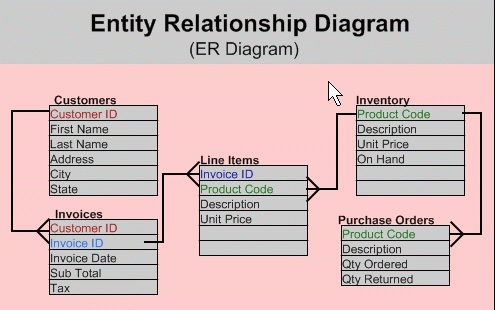 Entity Relationship Diagram
(ER Diagram)
Customers
Customer ID
First Name
Last Name
Address
City
State
Invoices
Customer ID
Invoice ID
Invoice Date
Sub Total
Tax
Line Items
Invoice ID
Product Code
Description
Unit Price
Inventory
Product Code
Description
Unit Price
On Hand
Purchase Orders
Product Code
Description
Qty Ordered
Qty Returned